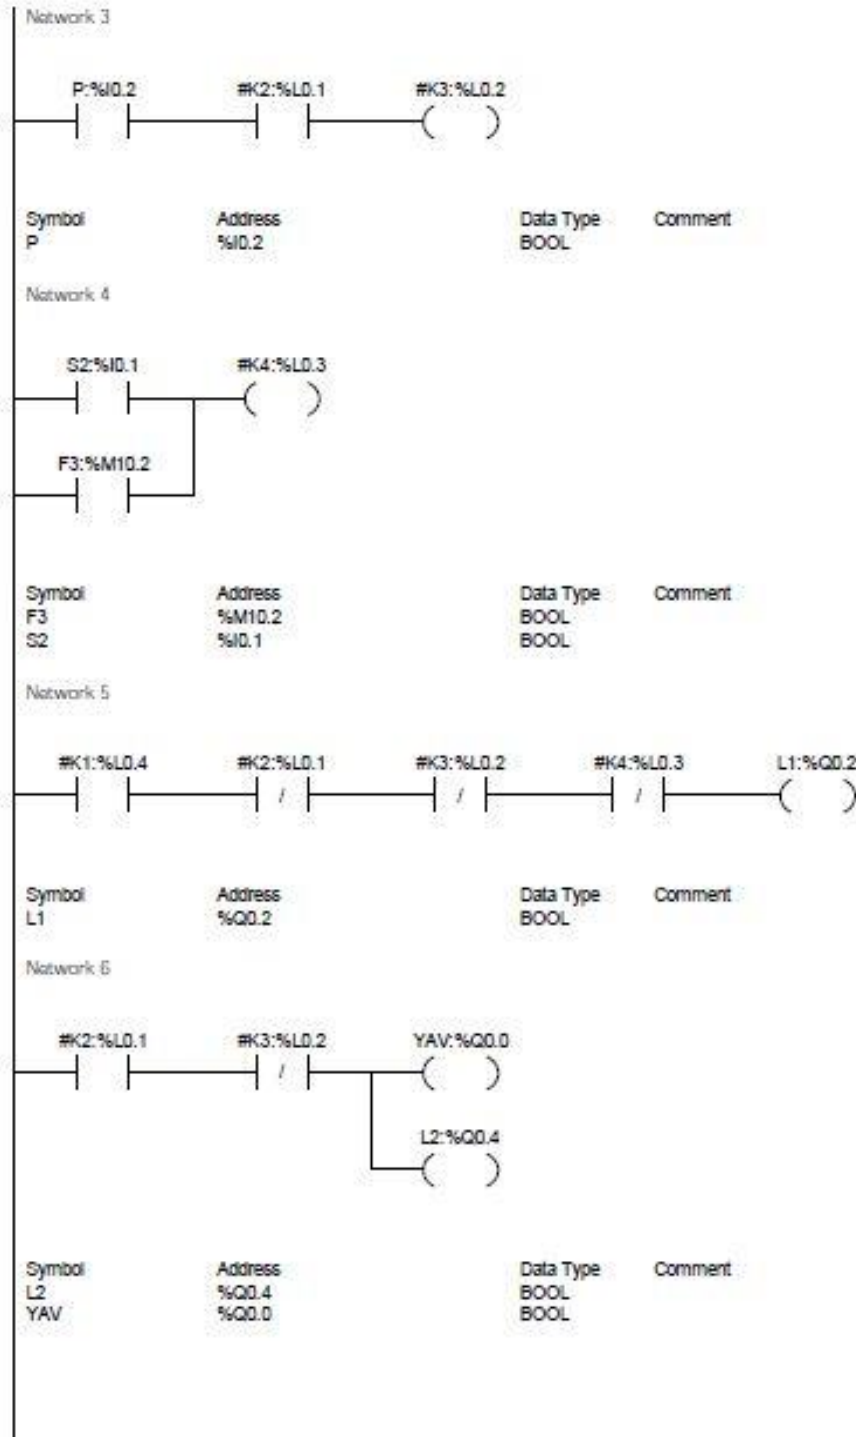 Network 3
P:%I0.2 #K2:%L0.1 #K3:%L0.2
Symbol Address Data Type Comment
P %I0.2 BOOL
Network 4
S2:%I0.1 #K4:%L0.3
F3:%M10.2
Symbol Address Data Type Comment
F3 %M10.2 BOOL
S2 %I0.1 BOOL
Network 5
#K1:%L0.4 #K2:%L0.1 #K3:%L0.2 #K4:%L0.3 L1:%Q0.2
/ / /
Symbol Address Data Type Comment
L1 %Q0.2 BOOL
Network 6
#K2:%L0.1 #K3:%L0.2 YAV:%Q0.0
/
L2:%Q0.4
Symbol Address Data Type Comment
L2 %Q0.4 BOOL
YAV %Q0.0 BOOL